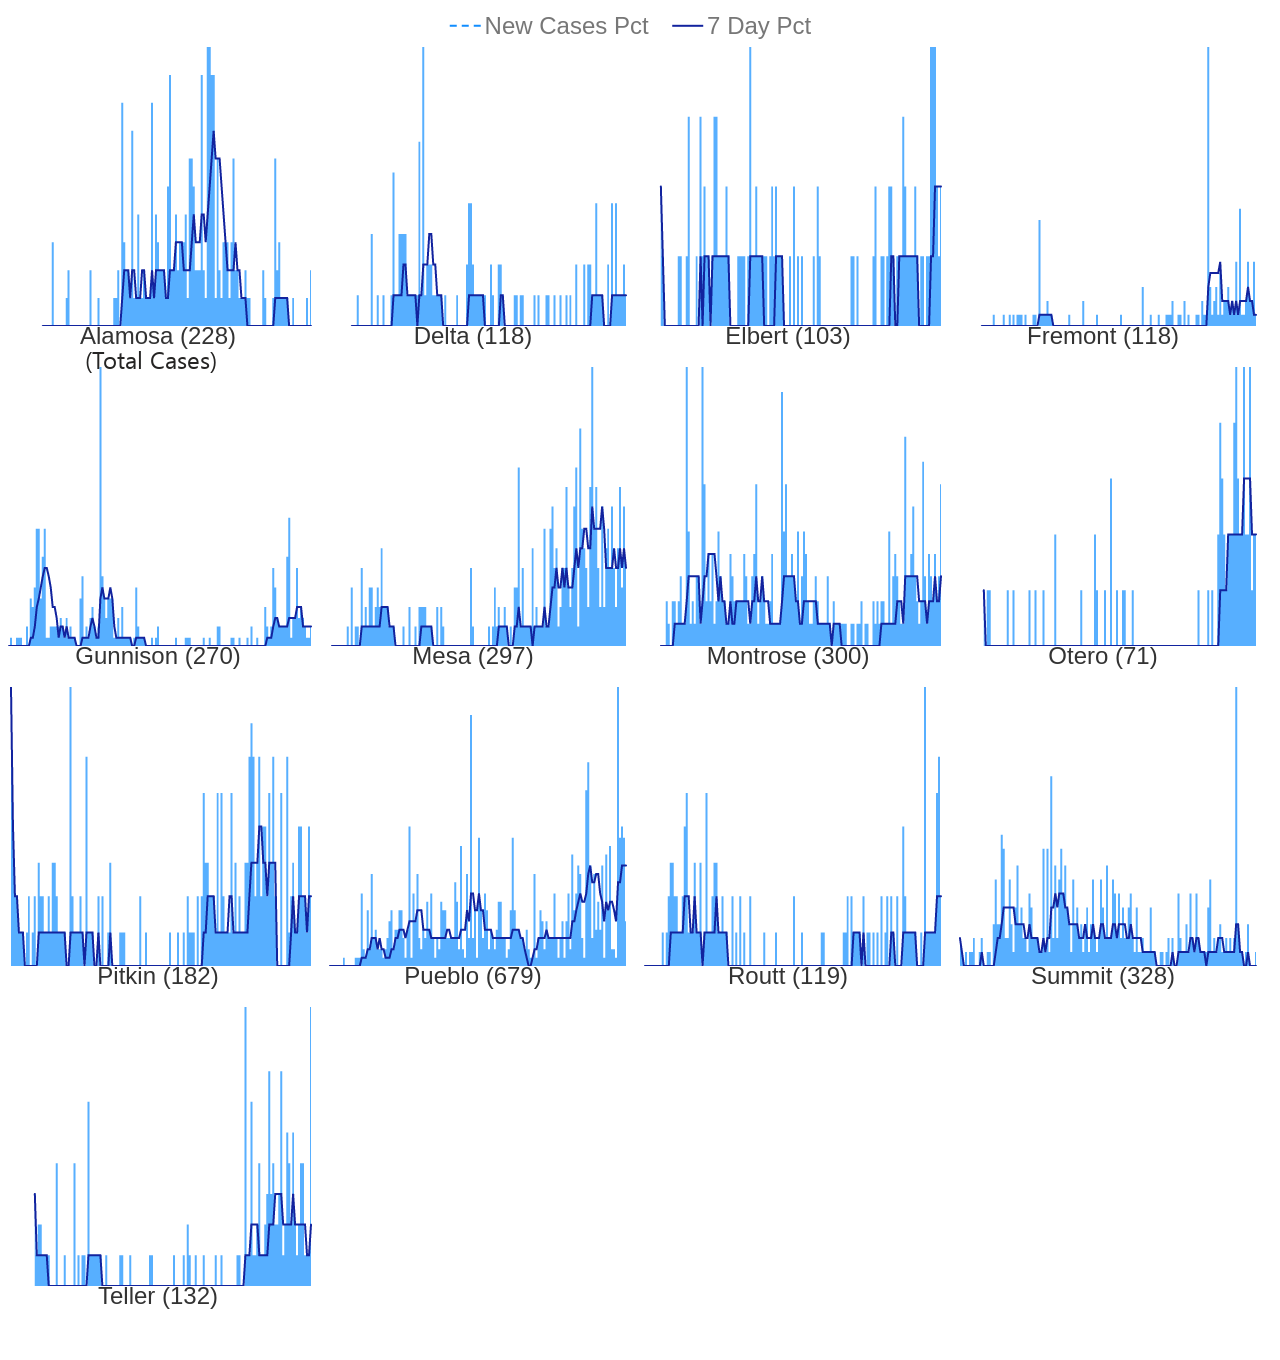 New Cases Pct 7 Day Pct
Alamosa (228) Delta (118) Elbert (103) Fremont (118)
(Total Cases)
Gunnison (270) Mesa (297) Montrose (300) Otero (71)
Pitkin (182) Pueblo (679) Routt (119) Summit (328)
Teller (132)